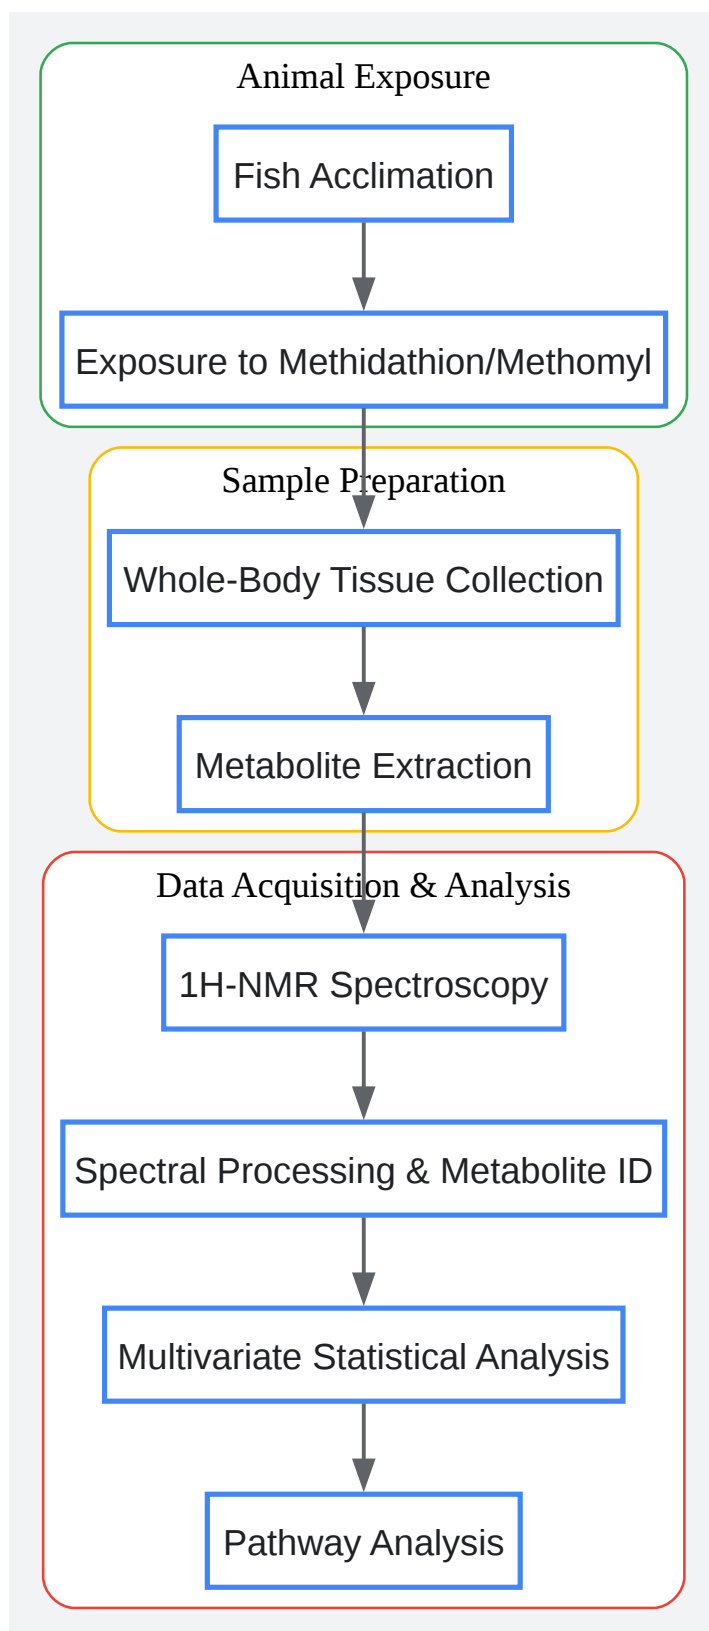 Animal Exposure
Fish Acclimation
Exposure to Methidathion/Methomyl
Sample Preparation
Whole-Body Tissue Collection
Metabolite Extraction
Data Acquisition & Analysis
1H-NMR Spectroscopy
Spectral Processing & Metabolite ID
Multivariate Statistical Analysis
Pathway Analysis